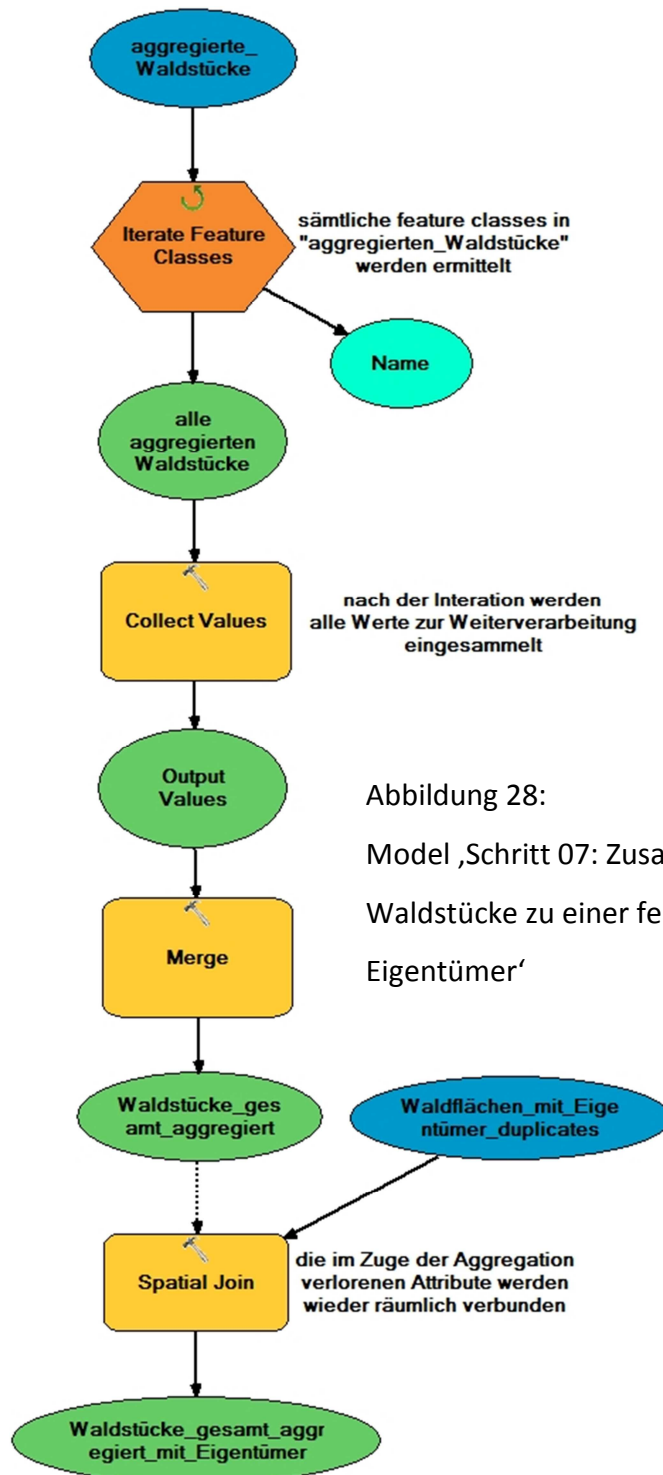 aggregierte_
Waldstücke
Iterate Feature
Classes
sämtliche feature classes in
"aggregierten_Waldstücke"
werden ermittelt
Name
alle
aggregierten
Waldstücke
Collect Values
nach der Interation werden
alle Werte zur Weiterverarbeitung
eingesammelt
Output
Values
Abbildung 28:
Model ‚Schritt 07: Zusa
Waldstücke zu einer fe
Eigentümer‘
Merge
Waldstücke_ges
amt_aggregiert
Waldflächen_mit_Eige
ntümer_duplicates
Spatial Join
die im Zuge der Aggregation
verlorenen Attribute werden
wieder räumlich verbunden
Waldstücke_gesamt_aggr
egiert_mit_Eigentümer